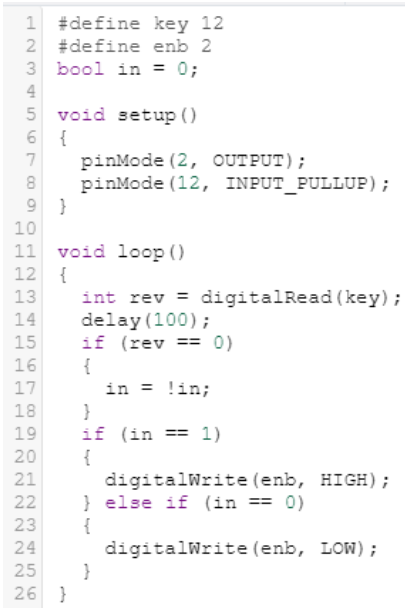 1 #define key 12
2 #define enb 2
3 bool in = 0;
4
5 void setup()
6 {
7   pinMode(2, OUTPUT);
8   pinMode(12, INPUT_PULLUP);
9 }
10
11 void loop()
12 {
13   int rev = digitalRead(key);
14   delay(100);
15   if (rev == 0)
16   {
17     in = !in;
18   }
19   if (in == 1)
20   {
21     digitalWrite(enb, HIGH);
22   } else if (in == 0)
23   {
24     digitalWrite(enb, LOW);
25   }
26 }